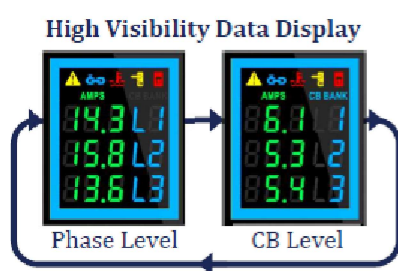 High Visibility Data Display
AMPS
14.3 L1
15.8 L2
13.6 L3
AMPS CB BANK
6.1 1
5.3 2
5.4 3
Phase Level CB Level